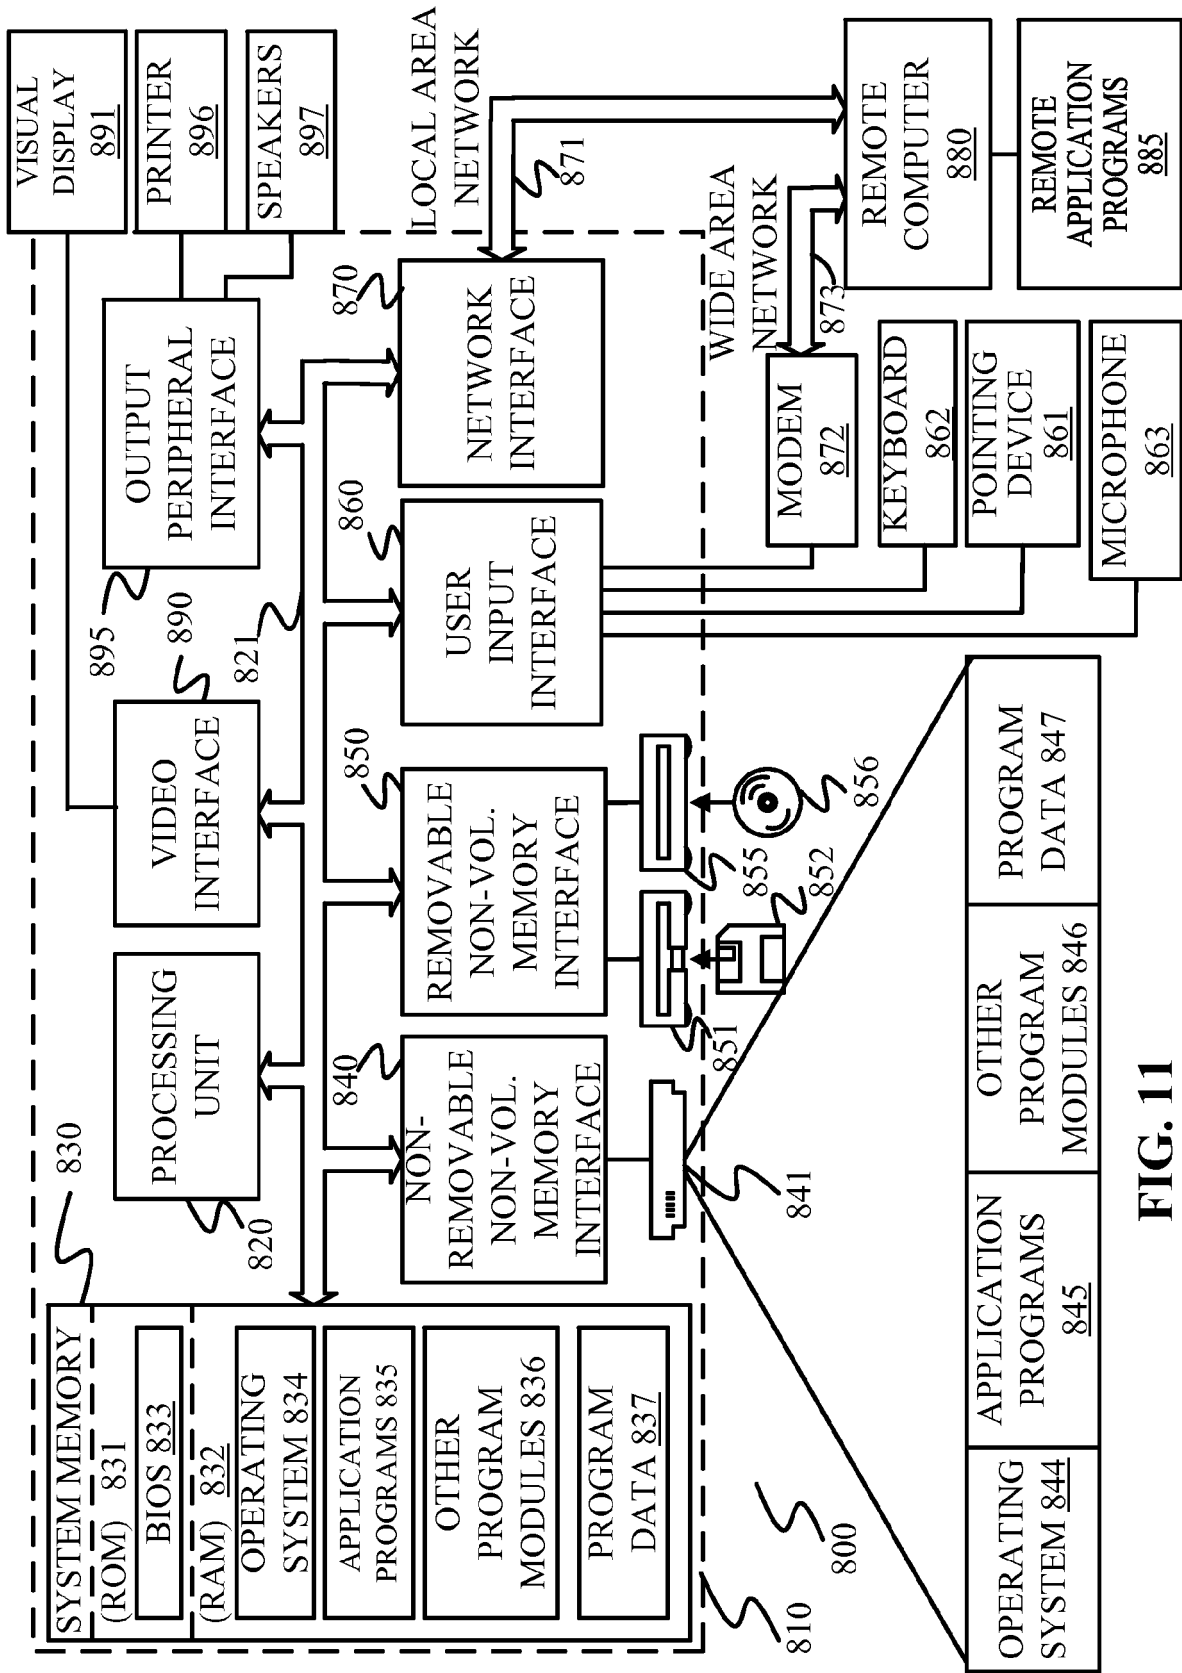 SYSTEM MEMORY
(ROM) 831
BIOS 833
(RAM) 832
OPERATING
SYSTEM 834
APPLICATION
PROGRAMS 835
OTHER
PROGRAM
MODULES 836
PROGRAM
DATA 837
830
820
PROCESSING
UNIT
VIDEO
INTERFACE
890
895
OUTPUT
PERIPHERAL
INTERFACE
VISUAL
DISPLAY
891
PRINTER
896
SPEAKERS
897
821
840
NON-
REMOVABLE
NON-VOL.
MEMORY
INTERFACE
850
REMOVABLE
NON-VOL.
MEMORY
INTERFACE
860
USER
INPUT
INTERFACE
870
NETWORK
INTERFACE
LOCAL AREA
NETWORK
871
841
851
852
855
856
WIDE AREA
NETWORK
873
MODEM
872
KEYBOARD
862
POINTING
DEVICE
861
MICROPHONE
863
REMOTE
COMPUTER
880
REMOTE
APPLICATION
PROGRAMS
885
810
800
OPERATING
SYSTEM 844
APPLICATION
PROGRAMS
845
OTHER
PROGRAM
MODULES 846
PROGRAM
DATA 847
FIG. 11